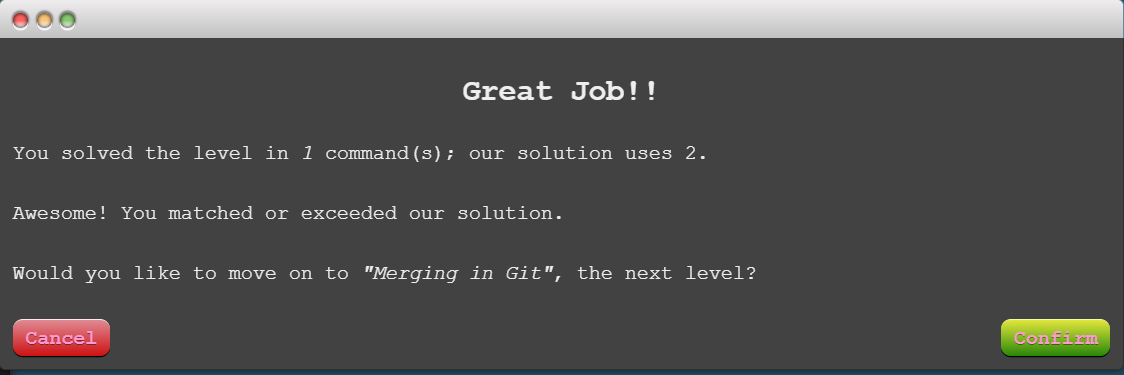 Great Job!!
You solved the level in 1 command(s); our solution uses 2.
Awesome! You matched or exceeded our solution.
Would you like to move on to "Merging in Git", the next level?
Cancel
Confirm